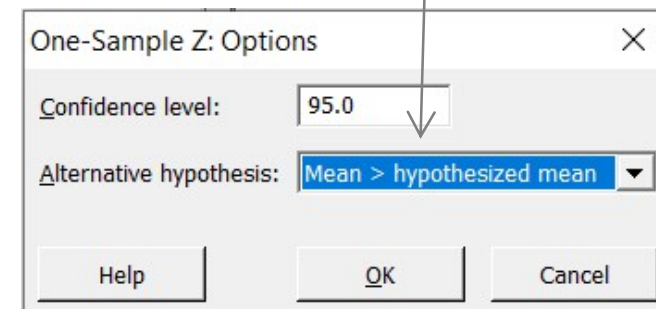 One-Sample Z: Options
Confidence level: 95.0
Alternative hypothesis: Mean > hypothesized mean
Help OK Cancel